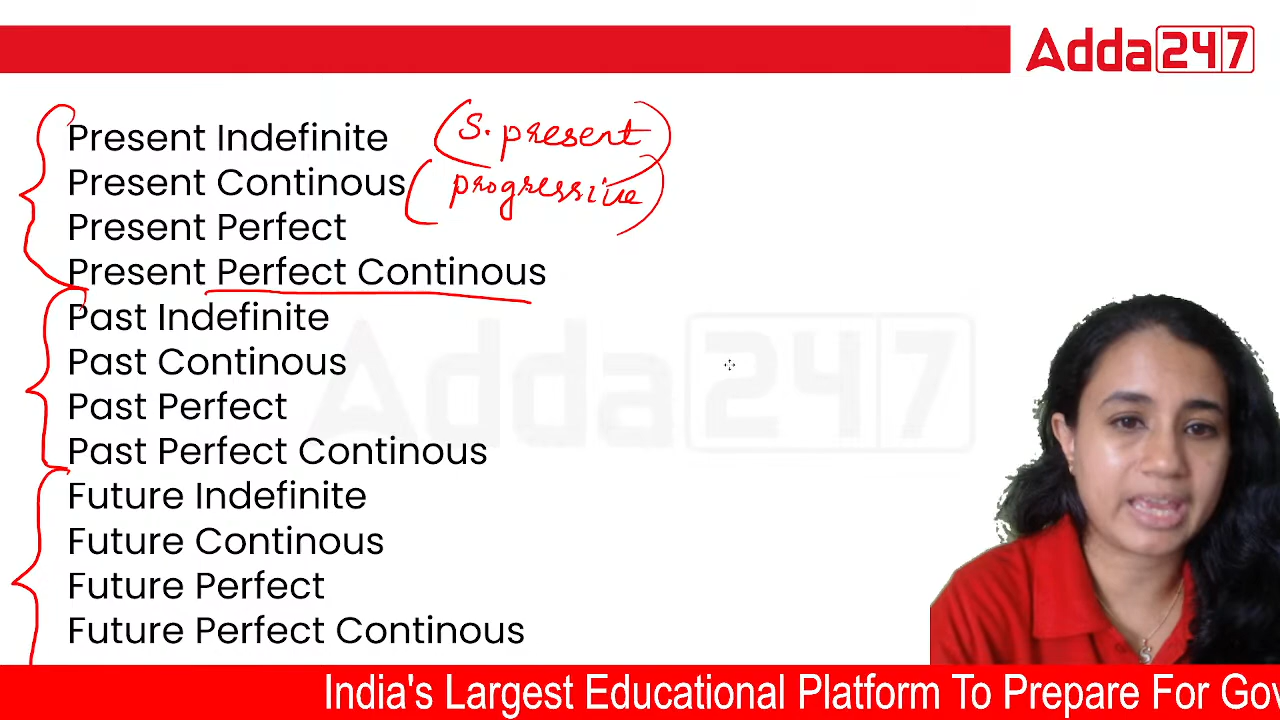 Adda247
Present Indefinite (S. present)
Present Continous (progressive)
Present Perfect
Present Perfect Continous
Past Indefinite
Past Continous
Past Perfect
Past Perfect Continous
Future Indefinite
Future Continous
Future Perfect
Future Perfect Continous
Adda247
India's Largest Educational Platform To Prepare For Gov